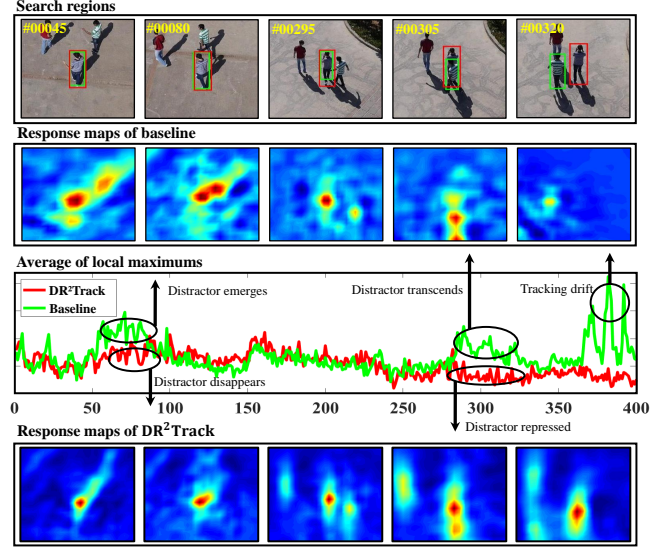 Search regions
#00045 #00080 #00295 #00305 #00320
Response maps of baseline
Average of local maximums
DR²Track
Baseline
Distractor emerges
Distractor transcends
Tracking drift
Distractor disappears
0 50 100 150 200 250 300 350 400
Distractor repressed
Response maps of DR²Track